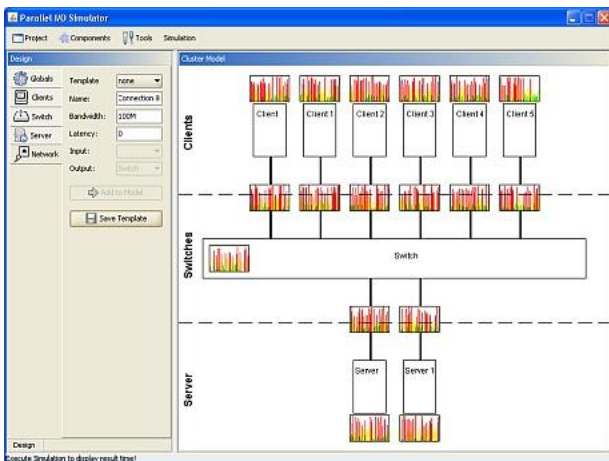 Parallel I/O Simulator
Project Components Tools Simulation
Design
Cluster Model
Globals
Clients
Switch
Server
Network
Template none
Name: Connection
Bandwidth: 100M
Latency: 0
Input:
Output: Switch
Add to Model
Save Template
Clients
Client Client 1 Client 2 Client 3 Client 4 Client 5
Switches
Switch
Server
Server Server 1
Design
Execute Simulation to display result time!